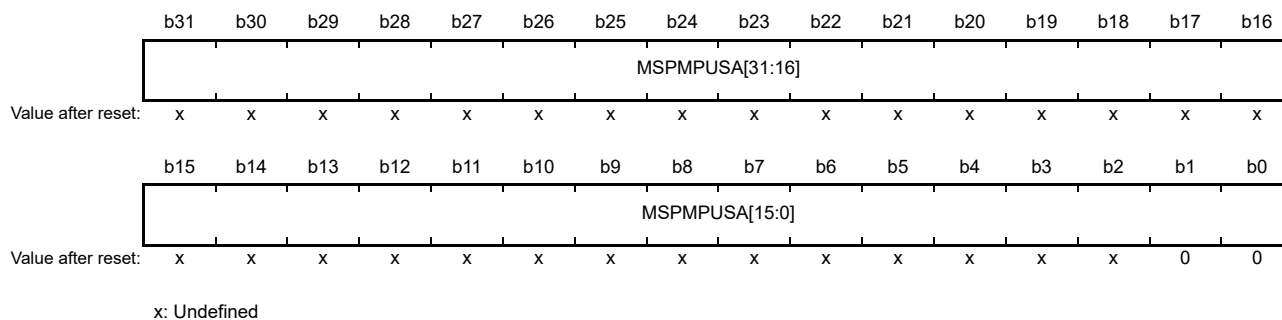 b31 b30 b29 b28 b27 b26 b25 b24 b23 b22 b21 b20 b19 b18 b17 b16
MSPMPUSA[31:16]
Value after reset: x x x x x x x x x x x x x x x x
b15 b14 b13 b12 b11 b10 b9 b8 b7 b6 b5 b4 b3 b2 b1 b0
MSPMPUSA[15:0]
Value after reset: x x x x x x x x x x x x x x 0 0
x: Undefined